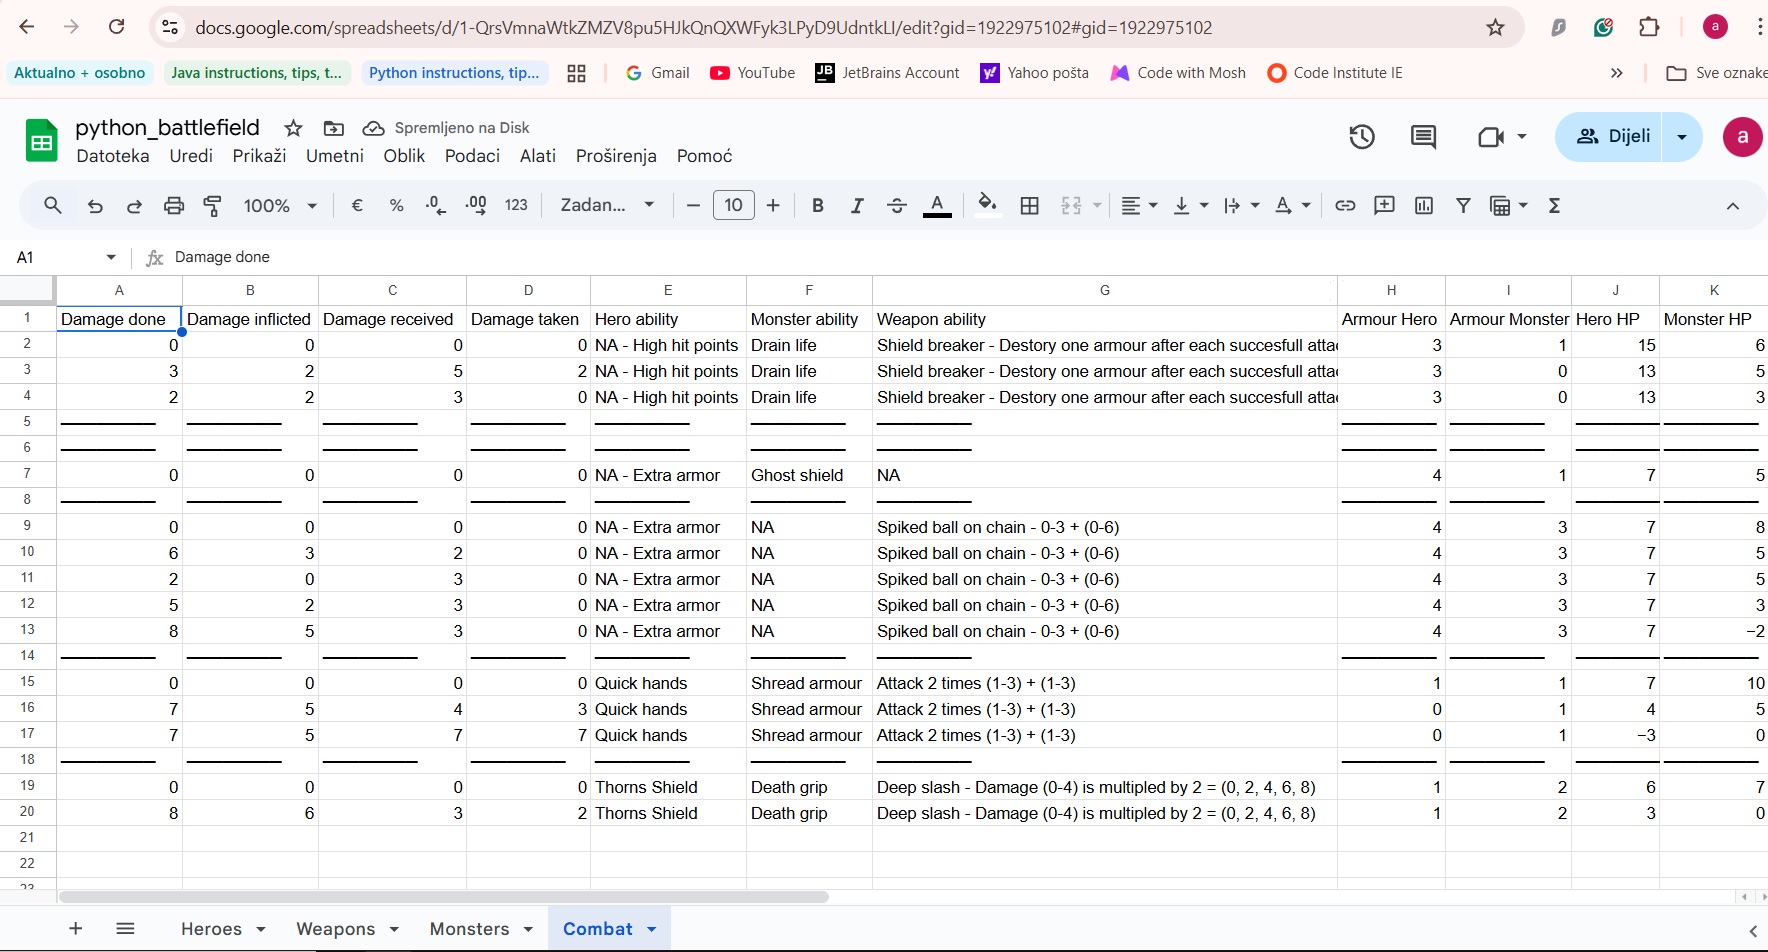 docs.google.com/spreadsheets/d/1-QrsVmnaWtkZMZV8pu5HJkQnQXWFyk3LPyD9UdntkLI/edit?gid=1922975102#gid=1922975102 a
Aktualno + osobno Java instructions, tips, t... Python instructions, tip... Gmail YouTube JetBrains Account Yahoo pošta Code with Mosh Code Institute IE » Sve oznake
python_battlefield Spremljeno na Disk
Datoteka Uredi Prikaži Umetni Oblik Podaci Alati Proširenja Pomoć Dijeli a
100% € % .0 .00 123 Zadan... − 10 + B I A Σ
A1 fx Damage done
A B C D E F G H I J K
1 Damage done Damage inflicted Damage received Damage taken Hero ability Monster ability Weapon ability Armour Hero Armour Monster Hero HP Monster HP
2 0 0 0 0 NA - High hit points Drain life Shield breaker - Destory one armour after each succesfull attac 3 1 15 6
3 3 2 5 2 NA - High hit points Drain life Shield breaker - Destory one armour after each succesfull attac 3 0 13 5
4 2 2 3 0 NA - High hit points Drain life Shield breaker - Destory one armour after each succesfull attac 3 0 13 3
5
6
7 0 0 0 0 NA - Extra armor Ghost shield NA 4 1 7 5
8
9 0 0 0 0 NA - Extra armor NA Spiked ball on chain - 0-3 + (0-6) 4 3 7 8
10 6 3 2 0 NA - Extra armor NA Spiked ball on chain - 0-3 + (0-6) 4 3 7 5
11 2 0 3 0 NA - Extra armor NA Spiked ball on chain - 0-3 + (0-6) 4 3 7 5
12 5 2 3 0 NA - Extra armor NA Spiked ball on chain - 0-3 + (0-6) 4 3 7 3
13 8 5 3 0 NA - Extra armor NA Spiked ball on chain - 0-3 + (0-6) 4 3 7 −2
14
15 0 0 0 0 Quick hands Shread armour Attack 2 times (1-3) + (1-3) 1 1 7 10
16 7 5 4 3 Quick hands Shread armour Attack 2 times (1-3) + (1-3) 0 1 4 5
17 7 5 7 7 Quick hands Shread armour Attack 2 times (1-3) + (1-3) 0 1 −3 0
18
19 0 0 0 0 Thorns Shield Death grip Deep slash - Damage (0-4) is multipled by 2 = (0, 2, 4, 6, 8) 1 2 6 7
20 8 6 3 2 Thorns Shield Death grip Deep slash - Damage (0-4) is multipled by 2 = (0, 2, 4, 6, 8) 1 2 3 0
21
22
23
+ Heroes Weapons Monsters Combat